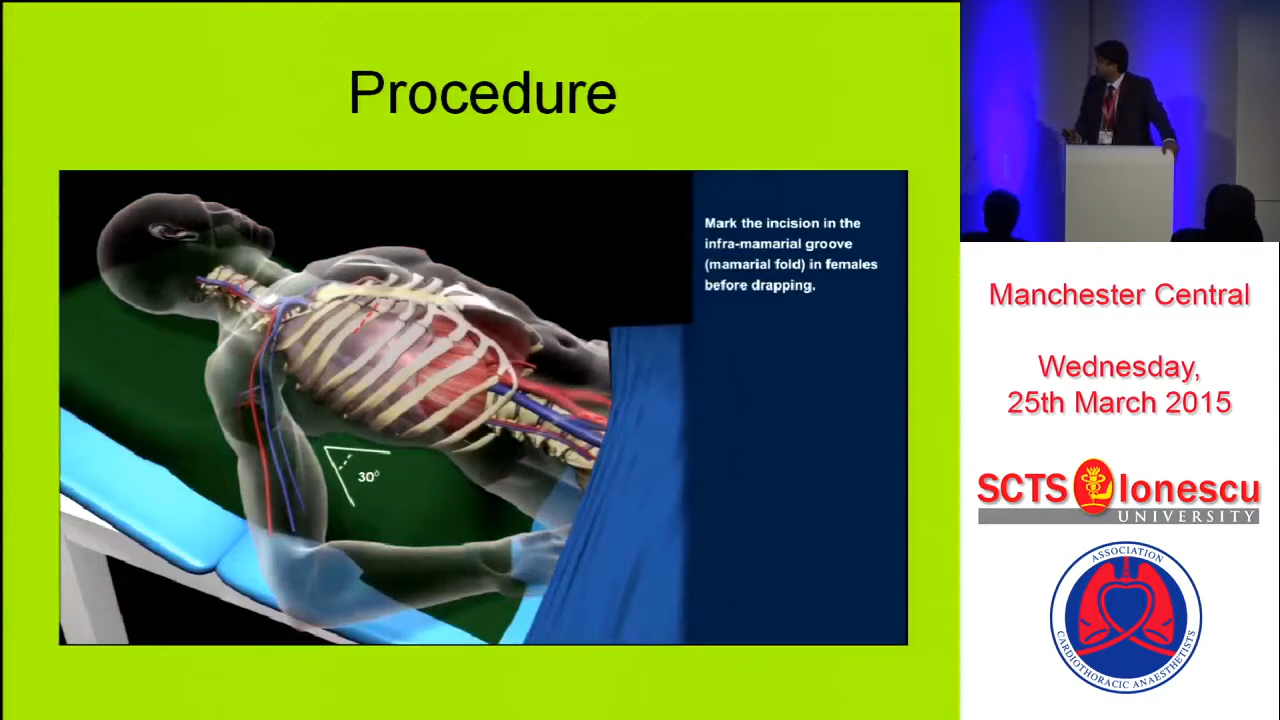 Procedure
Mark the incision in the
infra-mamarial groove
(mamarial fold) in females
before drapping.
30°
Manchester Central
Wednesday,
25th March 2015
SCTS Ionescu
UNIVERSITY
ASSOCIATION
CARDIOTHORACIC ANAESTHETISTS